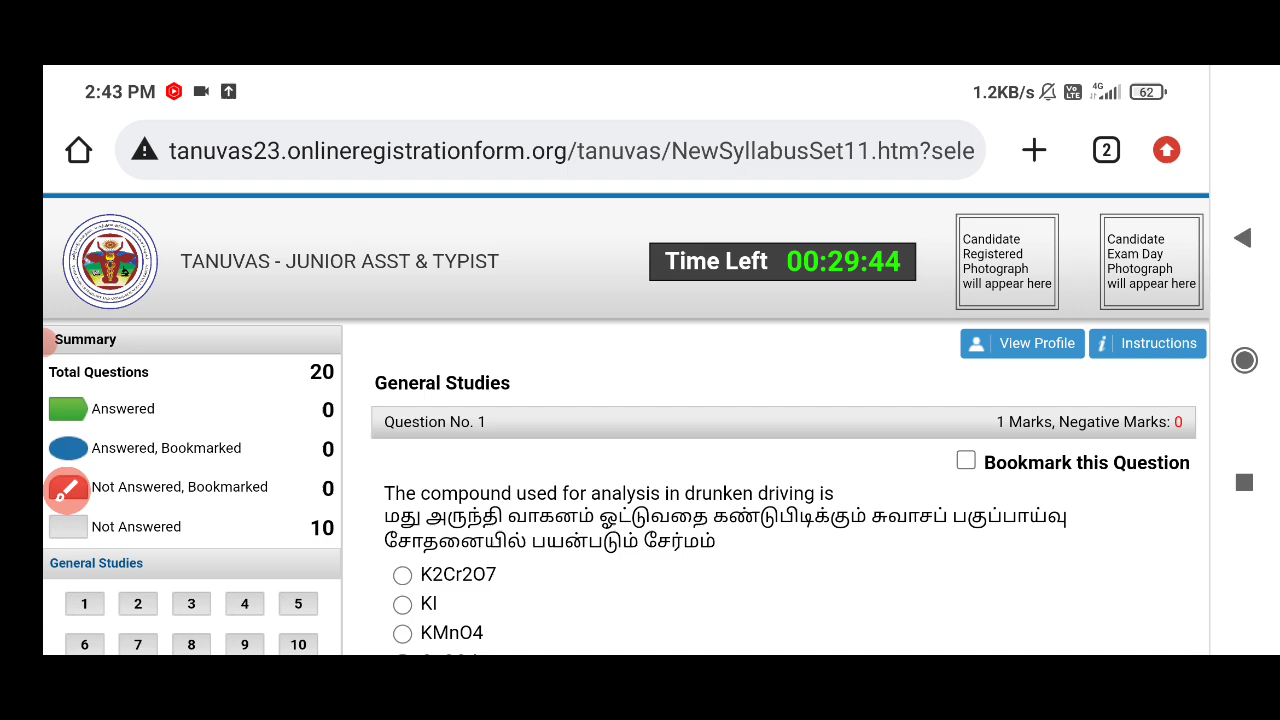 2:43 PM
1.2KB/s
Vo LTE
4G
62
tanuvas23.onlineregistrationform.org/tanuvas/NewSyllabusSet11.htm?sele
2
TANUVAS - JUNIOR ASST & TYPIST
Time Left 00:29:44
Candidate Registered Photograph will appear here
Candidate Exam Day Photograph will appear here
Summary
View Profile
Instructions
Total Questions 20
Answered 0
Answered, Bookmarked 0
Not Answered, Bookmarked 0
Not Answered 10
General Studies
1 2 3 4 5
6 7 8 9 10
General Studies
Question No. 1
1 Marks, Negative Marks: 0
Bookmark this Question
The compound used for analysis in drunken driving is
மது அருந்தி வாகனம் ஓட்டுவதை கண்டுபிடிக்கும் சுவாசப் பகுப்பாய்வு
சோதனையில் பயன்படும் சேர்மம்
K2Cr2O7
KI
KMnO4